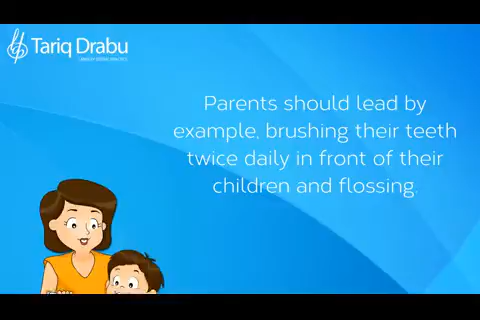 Tariq Drabu
Parents should lead by
example, brushing their teeth
twice daily in front of their
children and flossing.